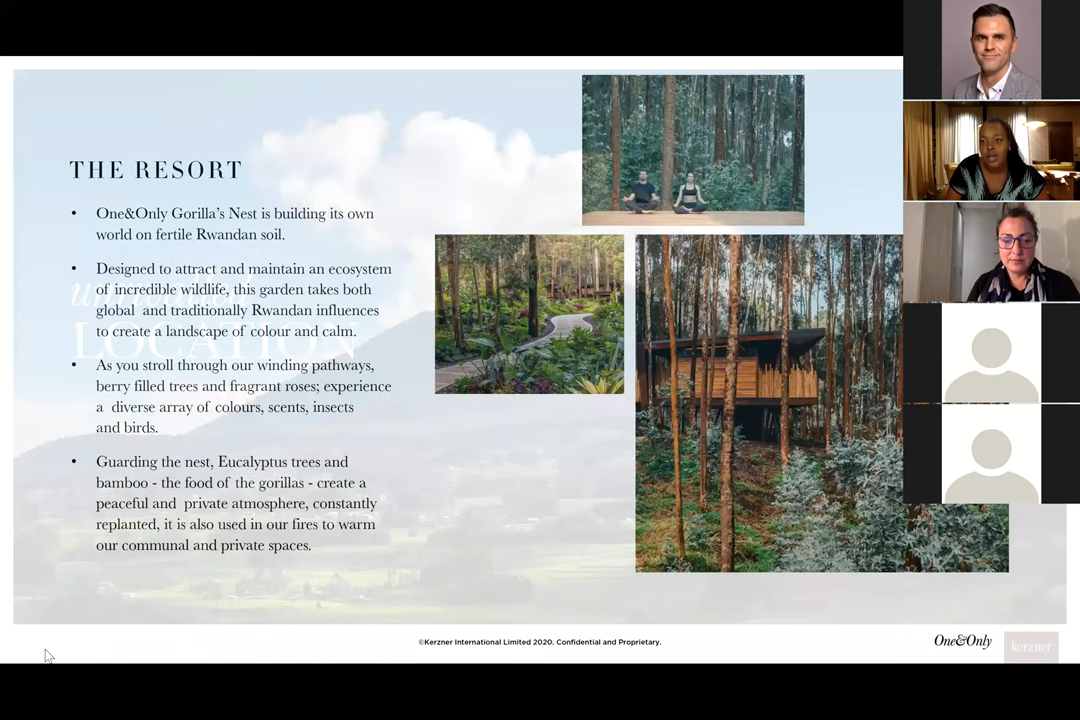 THE RESORT
• One&Only Gorilla's Nest is building its own
world on fertile Rwandan soil.
• Designed to attract and maintain an ecosystem
of incredible wildlife, this garden takes both
global and traditionally Rwandan influences
to create a landscape of colour and calm.
• As you stroll through our winding pathways,
berry filled trees and fragrant roses; experience
a diverse array of colours, scents, insects
and birds.
• Guarding the nest, Eucalyptus trees and
bamboo - the food of the gorillas - create a
peaceful and private atmosphere, constantly
replanted, it is also used in our fires to warm
our communal and private spaces.
LOCATION
©Kerzner International Limited 2020. Confidential and Proprietary.
One&Only
kerzner